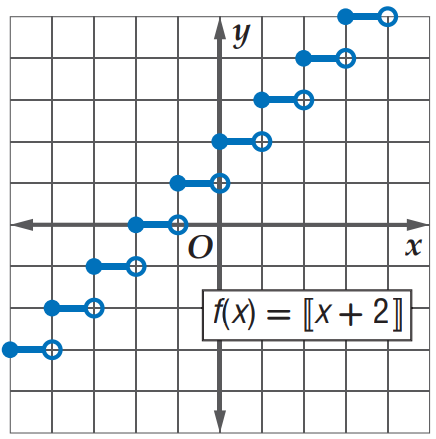 y
O
x
f(x) = ⟦x + 2⟧